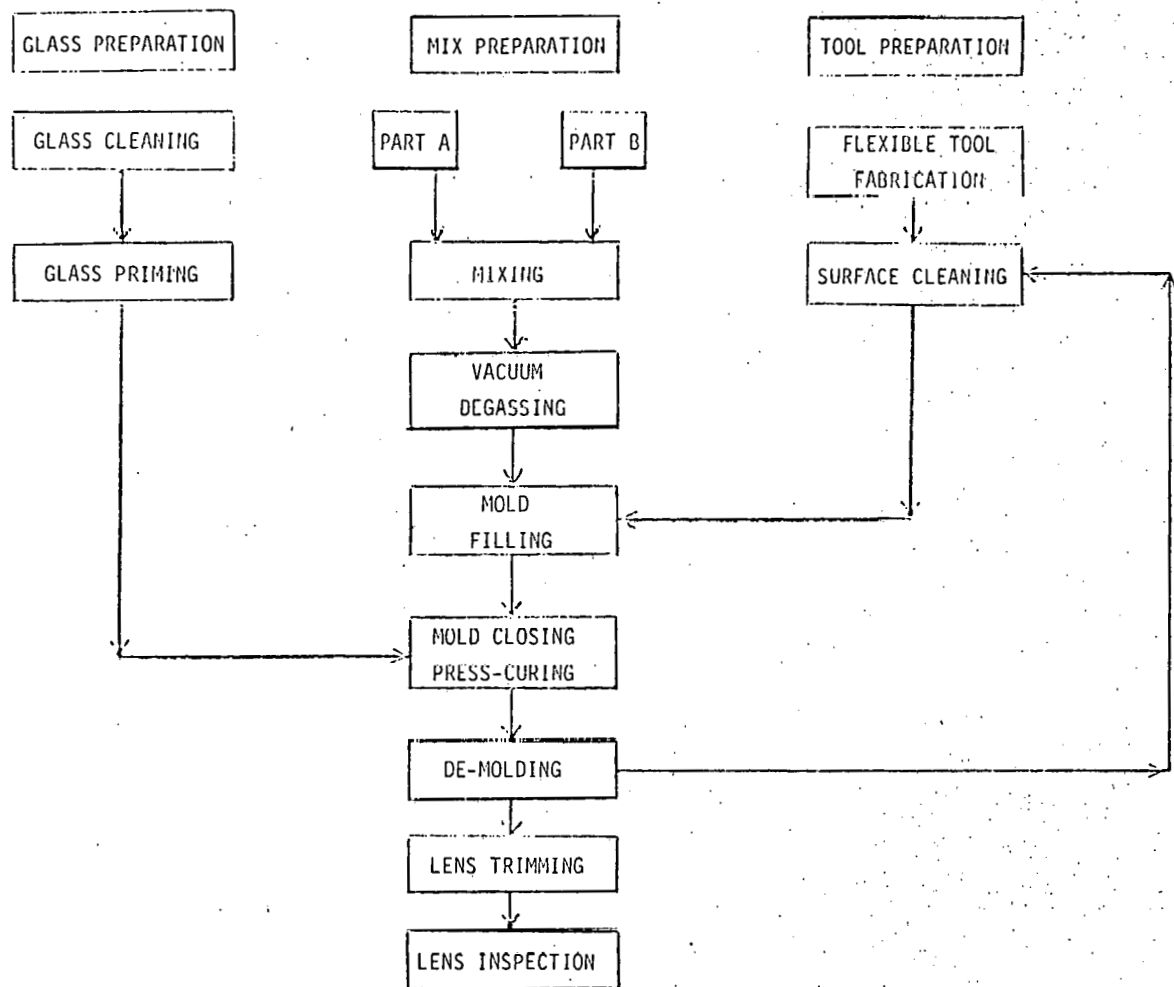 GLASS PREPARATION
MIX PREPARATION
TOOL PREPARATION
GLASS CLEANING
PART A
PART B
FLEXIBLE TOOL
FABRICATION
GLASS PRIMING
MIXING
SURFACE CLEANING
VACUUM
DEGASSING
MOLD
FILLING
MOLD CLOSING
PRESS-CURING
DE-MOLDING
LENS TRIMMING
LENS INSPECTION